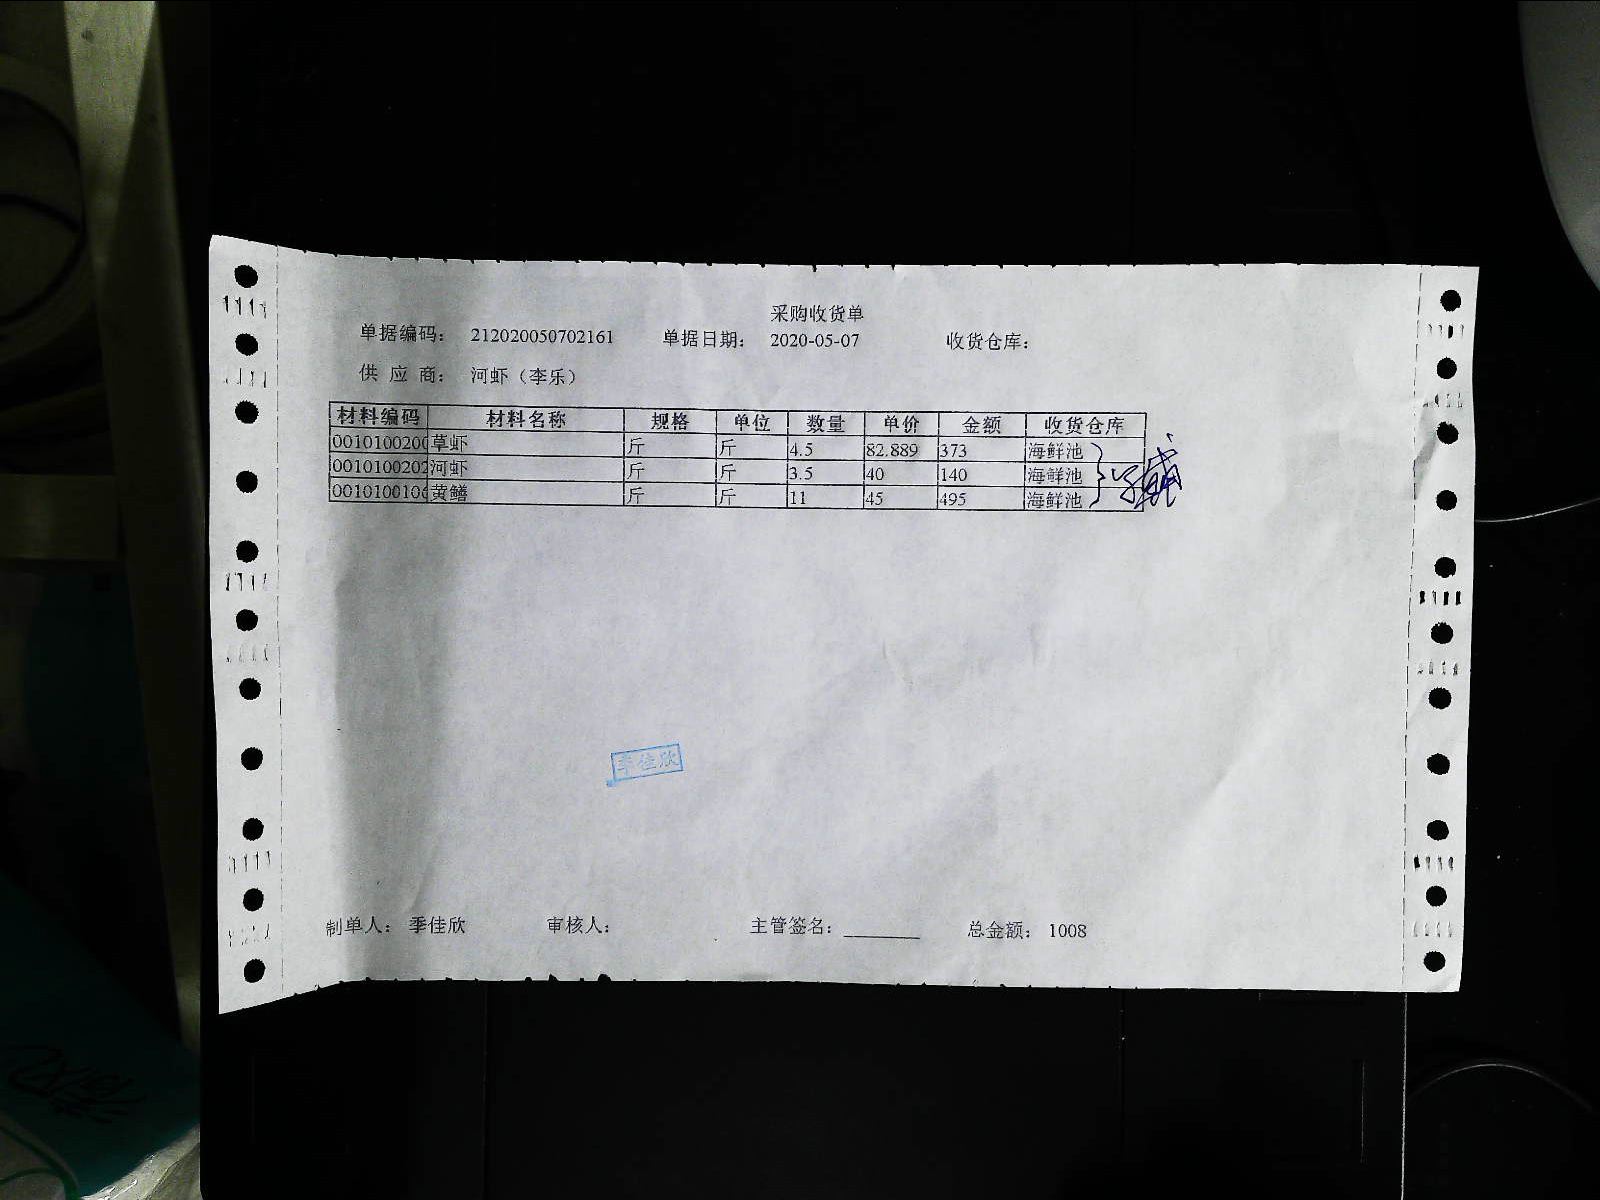 采购收货单
单据编码： 212020050702161 单据日期： 2020-05-07 收货仓库：
供 应 商： 河虾（李乐）
材料编码 材料名称 规格 单位 数量 单价 金额 收货仓库
0010100200 草虾 斤 斤 4.5 82.889 373 海鲜池
0010100202 河虾 斤 斤 3.5 40 140 海鲜池
0010100106 黄鳝 斤 斤 11 45 495 海鲜池
季佳欣
制单人： 季佳欣 审核人： 主管签名： 总金额： 1008